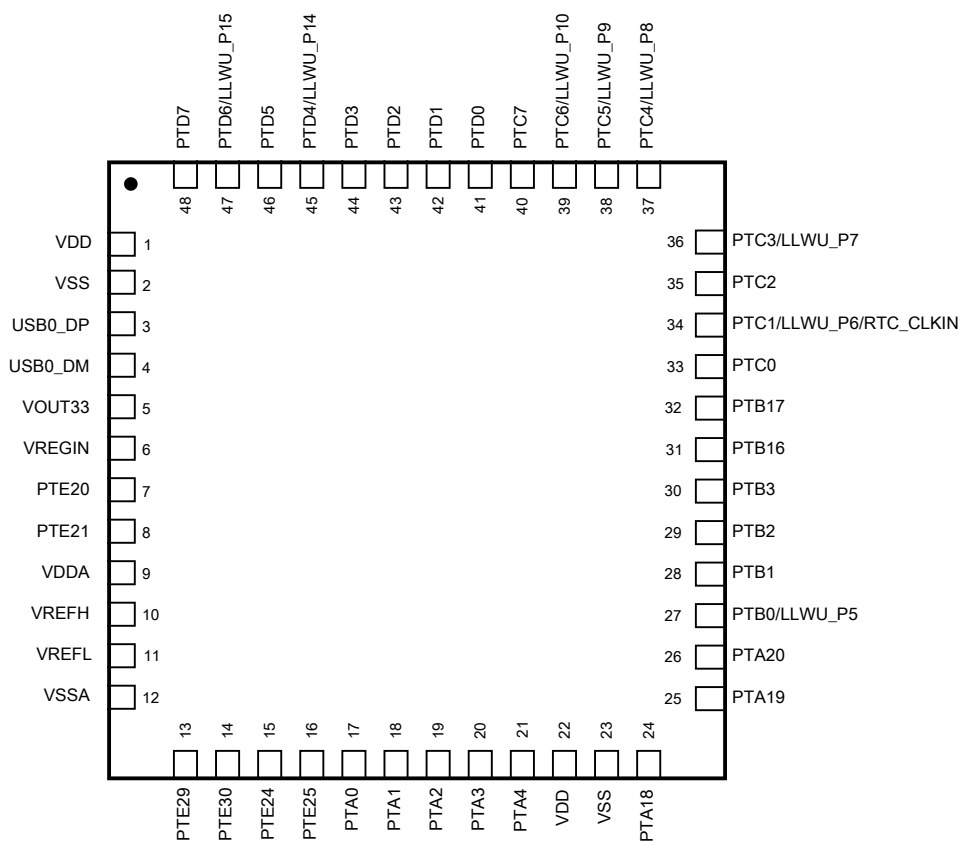 PTD7
PTD6/LLWU_P15
PTD5
PTD4/LLWU_P14
PTD3
PTD2
PTD1
PTD0
PTC7
PTC6/LLWU_P10
PTC5/LLWU_P9
PTC4/LLWU_P8
48
47
46
45
44
43
42
41
40
39
38
37
VDD 1
VSS 2
USB0_DP 3
USB0_DM 4
VOUT33 5
VREGIN 6
PTE20 7
PTE21 8
VDDA 9
VREFH 10
VREFL 11
VSSA 12
36 PTC3/LLWU_P7
35 PTC2
34 PTC1/LLWU_P6/RTC_CLKIN
33 PTC0
32 PTB17
31 PTB16
30 PTB3
29 PTB2
28 PTB1
27 PTB0/LLWU_P5
26 PTA20
25 PTA19
13
14
15
16
17
18
19
20
21
22
23
24
PTE29
PTE30
PTE24
PTE25
PTA0
PTA1
PTA2
PTA3
PTA4
VDD
VSS
PTA18